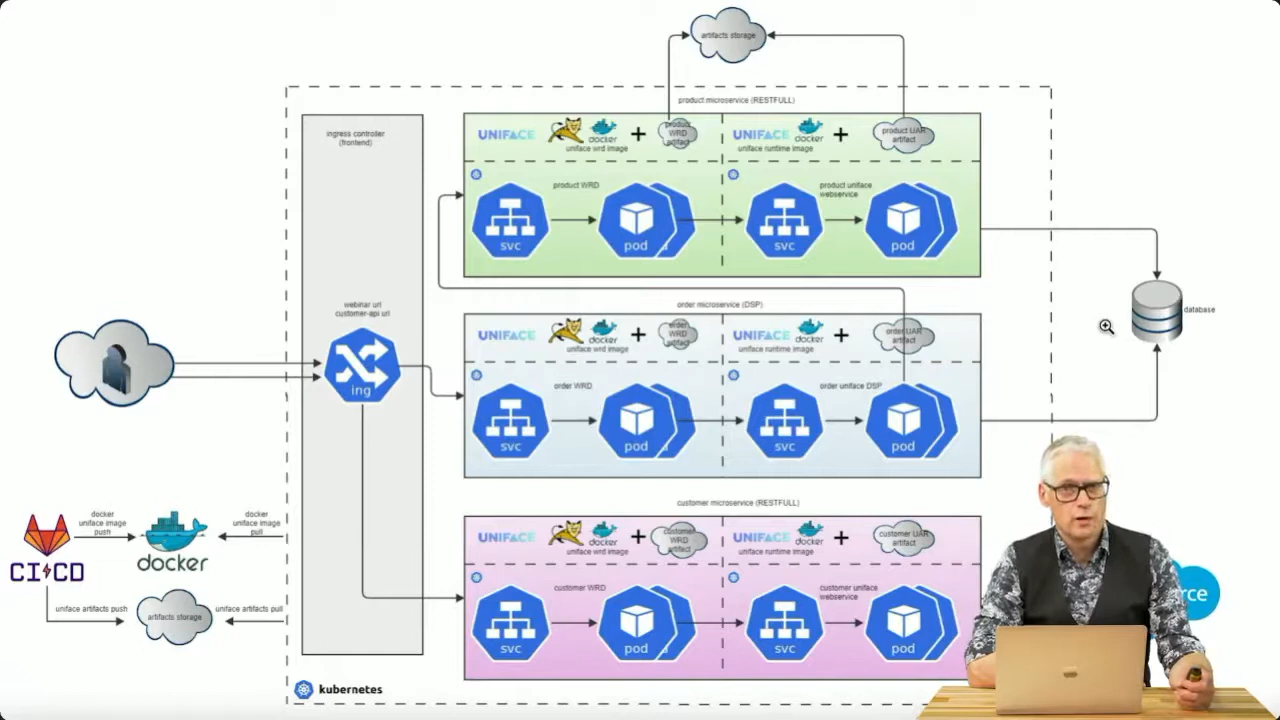 artifacts storage
product microservice (RESTFULL)
ingress controller
(frontend)
UNIFACE
docker
+
uniface wrd image
product
WRD
artifact
UNIFACE
docker
+
uniface runtime image
product UAR
artifact
product WRD
svc
pod
product uniface
webservice
svc
pod
webinar url
customer-api url
ing
order microservice (DSP)
UNIFACE
docker
+
uniface wrd image
order
WRD
artifact
UNIFACE
docker
+
uniface runtime image
order UAR
artifact
order WRD
svc
pod
order uniface DSP
svc
pod
database
customer microservice (RESTFULL)
UNIFACE
docker
+
uniface wrd image
customer
WRD
artifact
UNIFACE
docker
+
uniface runtime image
customer UAR
artifact
customer WRD
svc
pod
customer uniface
webservice
svc
pod
docker
uniface image
push
docker
uniface image
pull
CI CD
docker
uniface artifacts push
artifacts storage
uniface artifacts pull
kubernetes